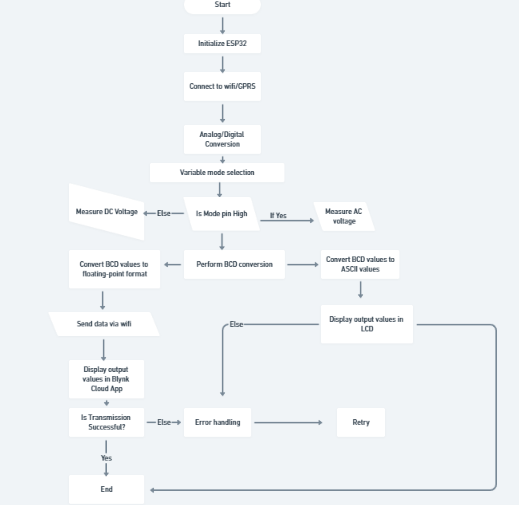 Start
Initialize ESP32
Connect to wifi/GPRS
Analog/Digital
Conversion
Variable mode selection
Measure DC Voltage
Else
Is Mode pin High
If Yes
Measure AC
voltage
Convert BCD values to
floating-point format
Perform BCD conversion
Convert BCD values to
ASCII values
Send data via wifi
Else
Display output values in
LCD
Display output
values in Blynk
Cloud App
Is Transmission
Successful?
Else
Error handling
Retry
Yes
End